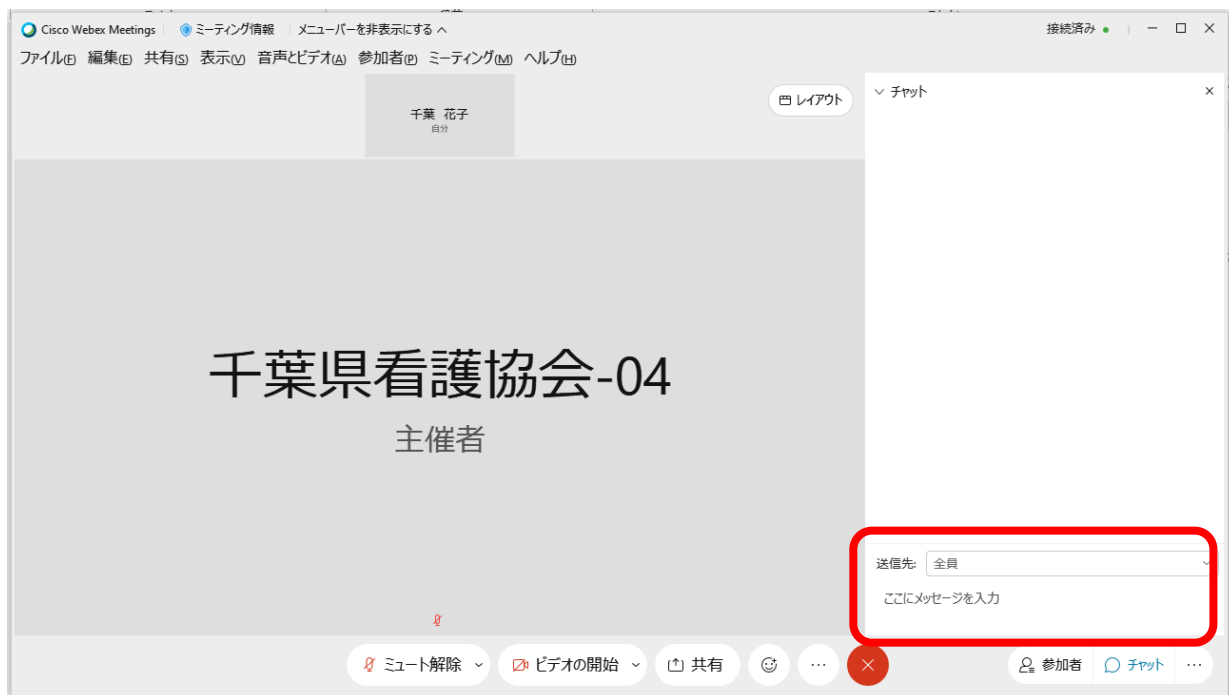 Cisco Webex Meetings ミーティング情報 メニューバーを非表示にする 接続済み
ファイル(F) 編集(E) 共有(S) 表示(V) 音声とビデオ(A) 参加者(P) ミーティング(M) ヘルプ(H)
千葉 花子
自分
レイアウト
チャット
千葉県看護協会-04
主催者
送信先: 全員
ここにメッセージを入力
ミュート解除 ビデオの開始 共有 参加者 チャット